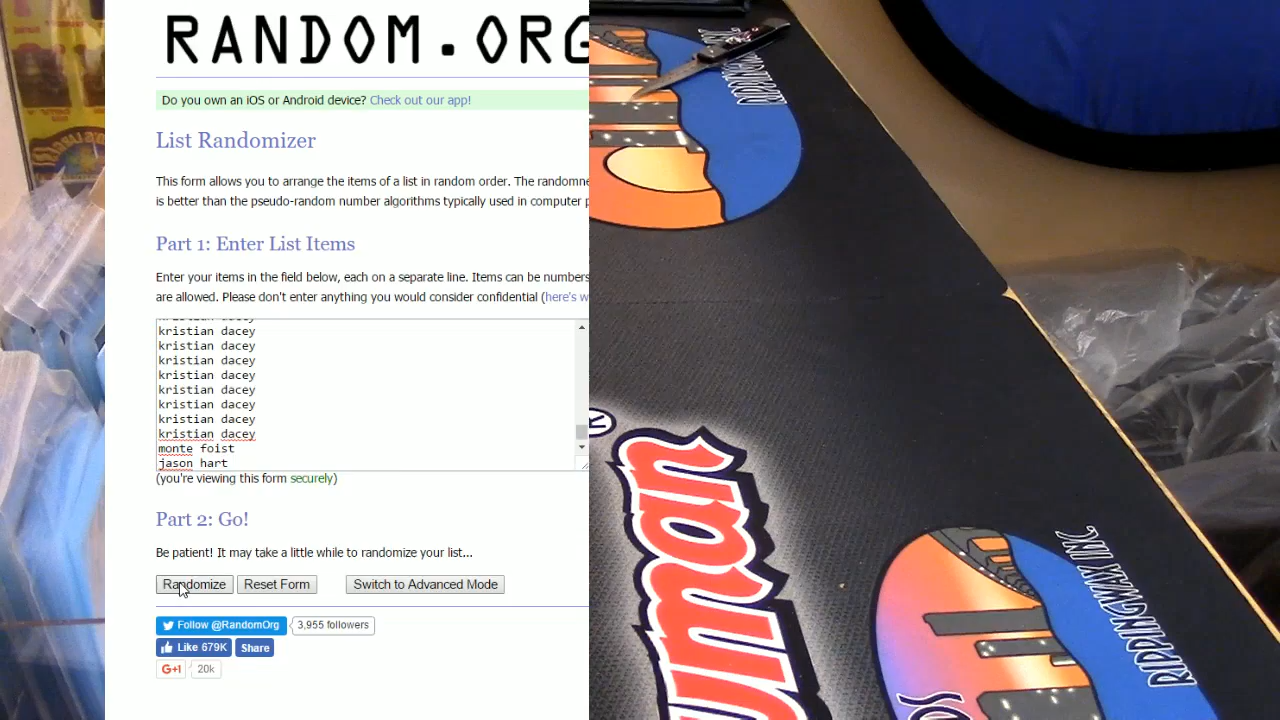 RANDOM.ORG
Do you own an iOS or Android device? Check out our app!
List Randomizer
This form allows you to arrange the items of a list in random order. The randomne
is better than the pseudo-random number algorithms typically used in computer p
Part 1: Enter List Items
Enter your items in the field below, each on a separate line. Items can be numbers
are allowed. Please don't enter anything you would consider confidential (here's w
kristian dacey
kristian dacey
kristian dacey
kristian dacey
kristian dacey
kristian dacey
kristian dacey
kristian dacey
monte foist
jason hart
(you're viewing this form securely)
Part 2: Go!
Be patient! It may take a little while to randomize your list...
Randomize Reset Form Switch to Advanced Mode
Follow @RandomOrg 3,955 followers
Like 679K Share
G+1 20k
RIPPINGWAX INC.